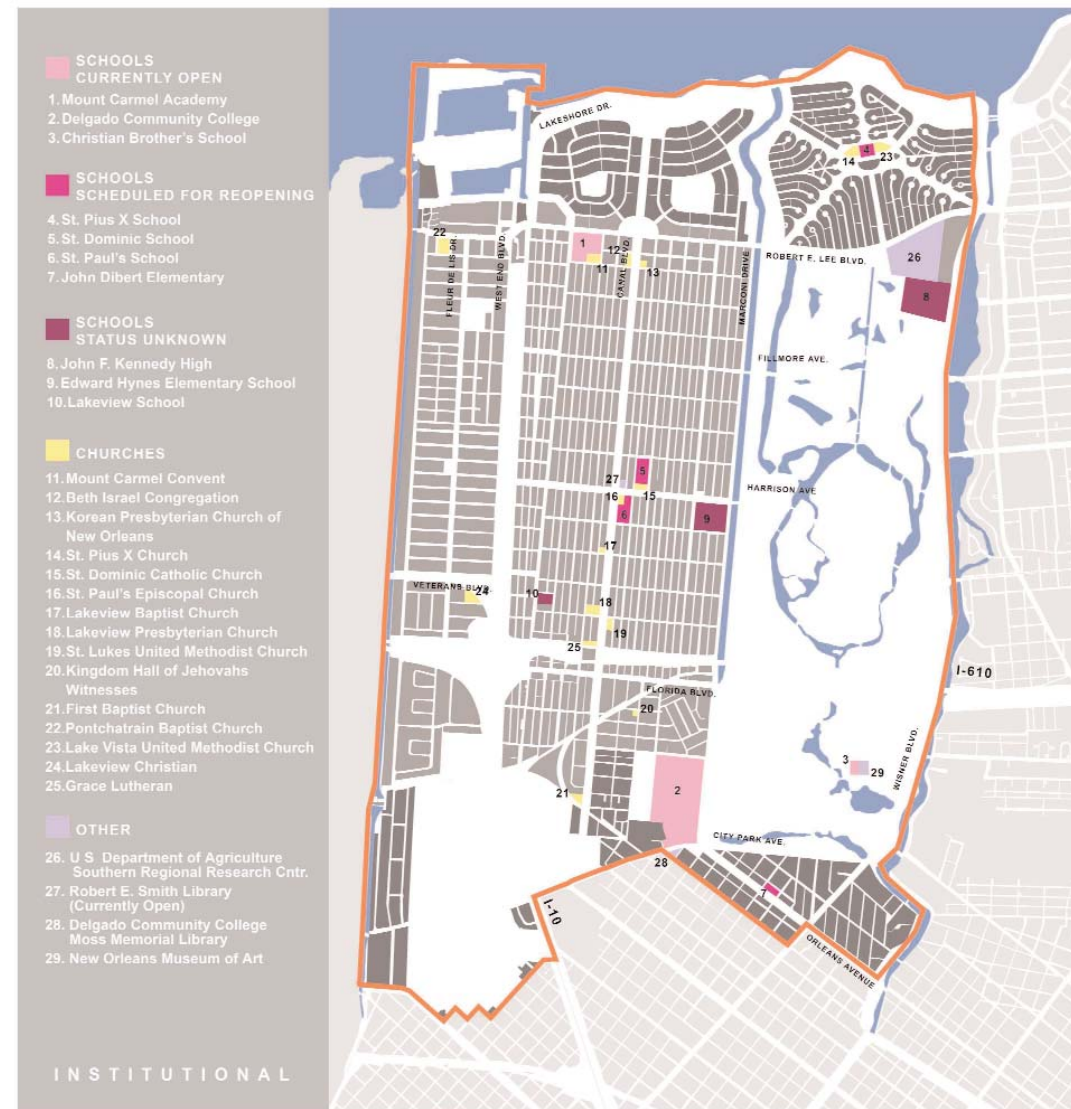 SCHOOLS
CURRENTLY OPEN
1.Mount Carmel Academy
2.Delgado Community College
3.Christian Brother's School
SCHOOLS
SCHEDULED FOR REOPENING
4.St. Pius X School
5.St. Dominic School
6.St. Paul's School
7.John Dibert Elementary
SCHOOLS
STATUS UNKNOWN
8.John F. Kennedy High
9.Edward Hynes Elementary School
10.Lakeview School
CHURCHES
11.Mount Carmel Convent
12.Beth Israel Congregation
13.Korean Presbyterian Church of
New Orleans
14.St. Pius X Church
15.St. Dominic Catholic Church
16.St. Paul's Episcopal Church
17.Lakeview Baptist Church
18.Lakeview Presbyterian Church
19.St. Lukes United Methodist Church
20.Kingdom Hall of Jehovahs
Witnesses
21.First Baptist Church
22.Pontchatrain Baptist Church
23.Lake Vista United Methodist Church
24.Lakeview Christian
25.Grace Lutheran
OTHER
26. U S Department of Agriculture
Southern Regional Research Cntr.
27. Robert E. Smith Library
(Currently Open)
28. Delgado Community College
Moss Memorial Library
29. New Orleans Museum of Art
INSTITUTIONAL
LAKESHORE DR.
4
14
23
22
1
12
11
13
FLEUR DE LIS DR.
WEST END BLVD.
CANAL BLVD.
MARCONI DRIVE
ROBERT E. LEE BLVD.
26
8
FILLMORE AVE.
5
27
15
16
6
HARRISON AVE
9
17
VETERANS BLVD.
24
10
18
19
25
FLORIDA BLVD.
I-610
20
3
29
WISNER BLVD.
21
2
CITY PARK AVE.
28
7
I-10
ORLEANS AVENUE